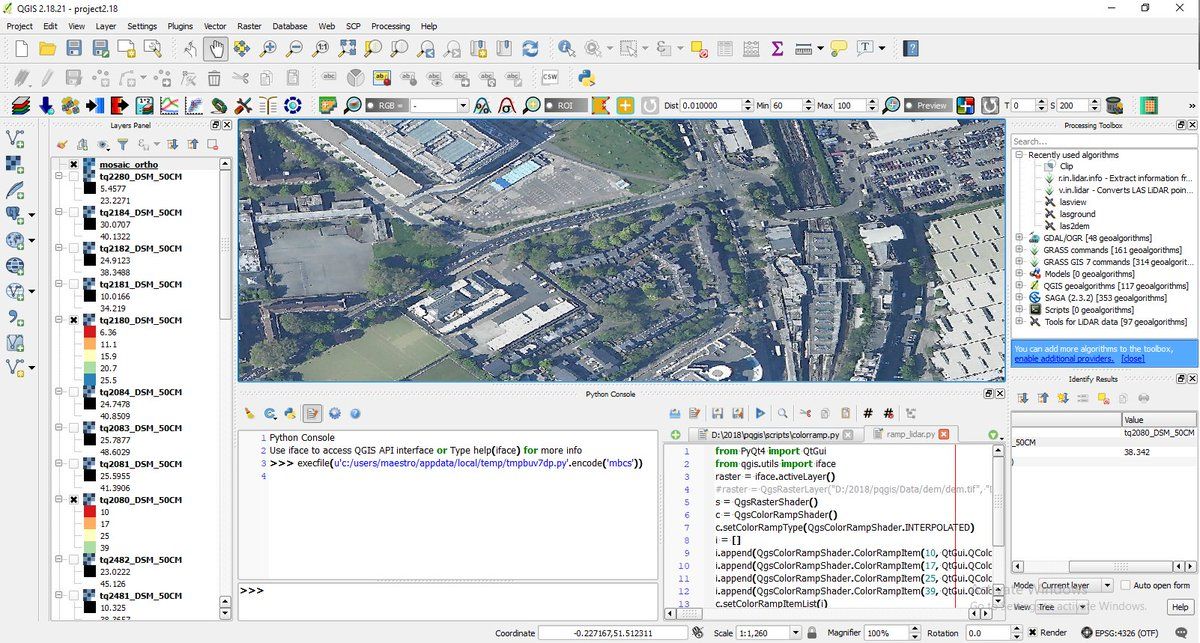 QGIS 2.18.21 - project2.18
Project Edit View Layer Settings Plugins Vector Raster Database Web SCP Processing Help
CSW
RGB = - ROI Dist 0.010000 Min 60 Max 100 Preview T 0 S 200
Layers Panel
mosaic_ortho
tq2280_DSM_50CM
5.4577
23.2271
tq2184_DSM_50CM
30.0707
40.1322
tq2182_DSM_50CM
24.9123
38.3488
tq2181_DSM_50CM
10.0166
34.219
tq2180_DSM_50CM
6.36
11.1
15.9
20.7
25.5
tq2084_DSM_50CM
24.7478
40.8509
tq2083_DSM_50CM
25.7877
48.6029
tq2081_DSM_50CM
25.5955
41.3906
tq2080_DSM_50CM
10
17
25
39
tq2482_DSM_50CM
23.0222
45.126
tq2481_DSM_50CM
10.325
38.3657
Python Console
1 Python Console
2 Use iface to access QGIS API interface or Type help(iface) for more info
3 >>> execfile(u'c:/users/maestro/appdata/local/temp/tmpbuv7dp.py'.encode('mbcs'))
4
>>>
D:\2018\pqgis\scripts\colorramp.py ramp_lidar.py
1 from PyQt4 import QtGui
2 from qgis.utils import iface
3 raster = iface.activeLayer()
4 #raster = QgsRasterLayer("D:/2018/pqgis/Data/dem/dem.tif",
5 s = QgsRasterShader()
6 c = QgsColorRampShader()
7 c.setColorRampType(QgsColorRampShader.INTERPOLATED)
8 i = []
9 i.append(QgsColorRampShader.ColorRampItem(10, QtGui.QColo
10 i.append(QgsColorRampShader.ColorRampItem(17, QtGui.QColo
11 i.append(QgsColorRampShader.ColorRampItem(25, QtGui.QColo
12 i.append(QgsColorRampShader.ColorRampItem(39, QtGui.QColo
13 c.setColorRampItemList(i)
Processing Toolbox
Search...
Recently used algorithms
Clip
r.in.lidar.info - Extract information fr...
v.in.lidar - Converts LAS LiDAR poin...
lasview
lasground
las2dem
GDAL/OGR [48 geoalgorithms]
GRASS commands [161 geoalgorithms]
GRASS GIS 7 commands [314 geoalgorit...
Models [0 geoalgorithms]
QGIS geoalgorithms [117 geoalgorithms]
SAGA (2.3.2) [353 geoalgorithms]
Scripts [0 geoalgorithms]
Tools for LiDAR data [97 geoalgorithms]
You can add more algorithms to the toolbox,
enable additional providers. [close]
Identify Results
Value
tq2080_DSM_50CM
_50CM
38.342
)
Mode Current layer Auto open form
View Tree Help
Activate Windows
Go to Settings to activate Windows.
Coordinate -0.227167,51.512311 Scale 1:1,260 Magnifier 100% Rotation 0.0 Render EPSG:4326 (OTF)